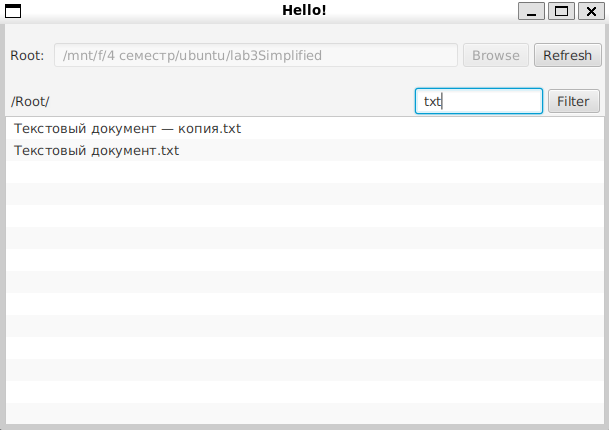 Hello!
Root: /mnt/f/4 семестр/ubuntu/lab3Simplified Browse Refresh
/Root/ txt Filter
Текстовый документ — копия.txt
Текстовый документ.txt